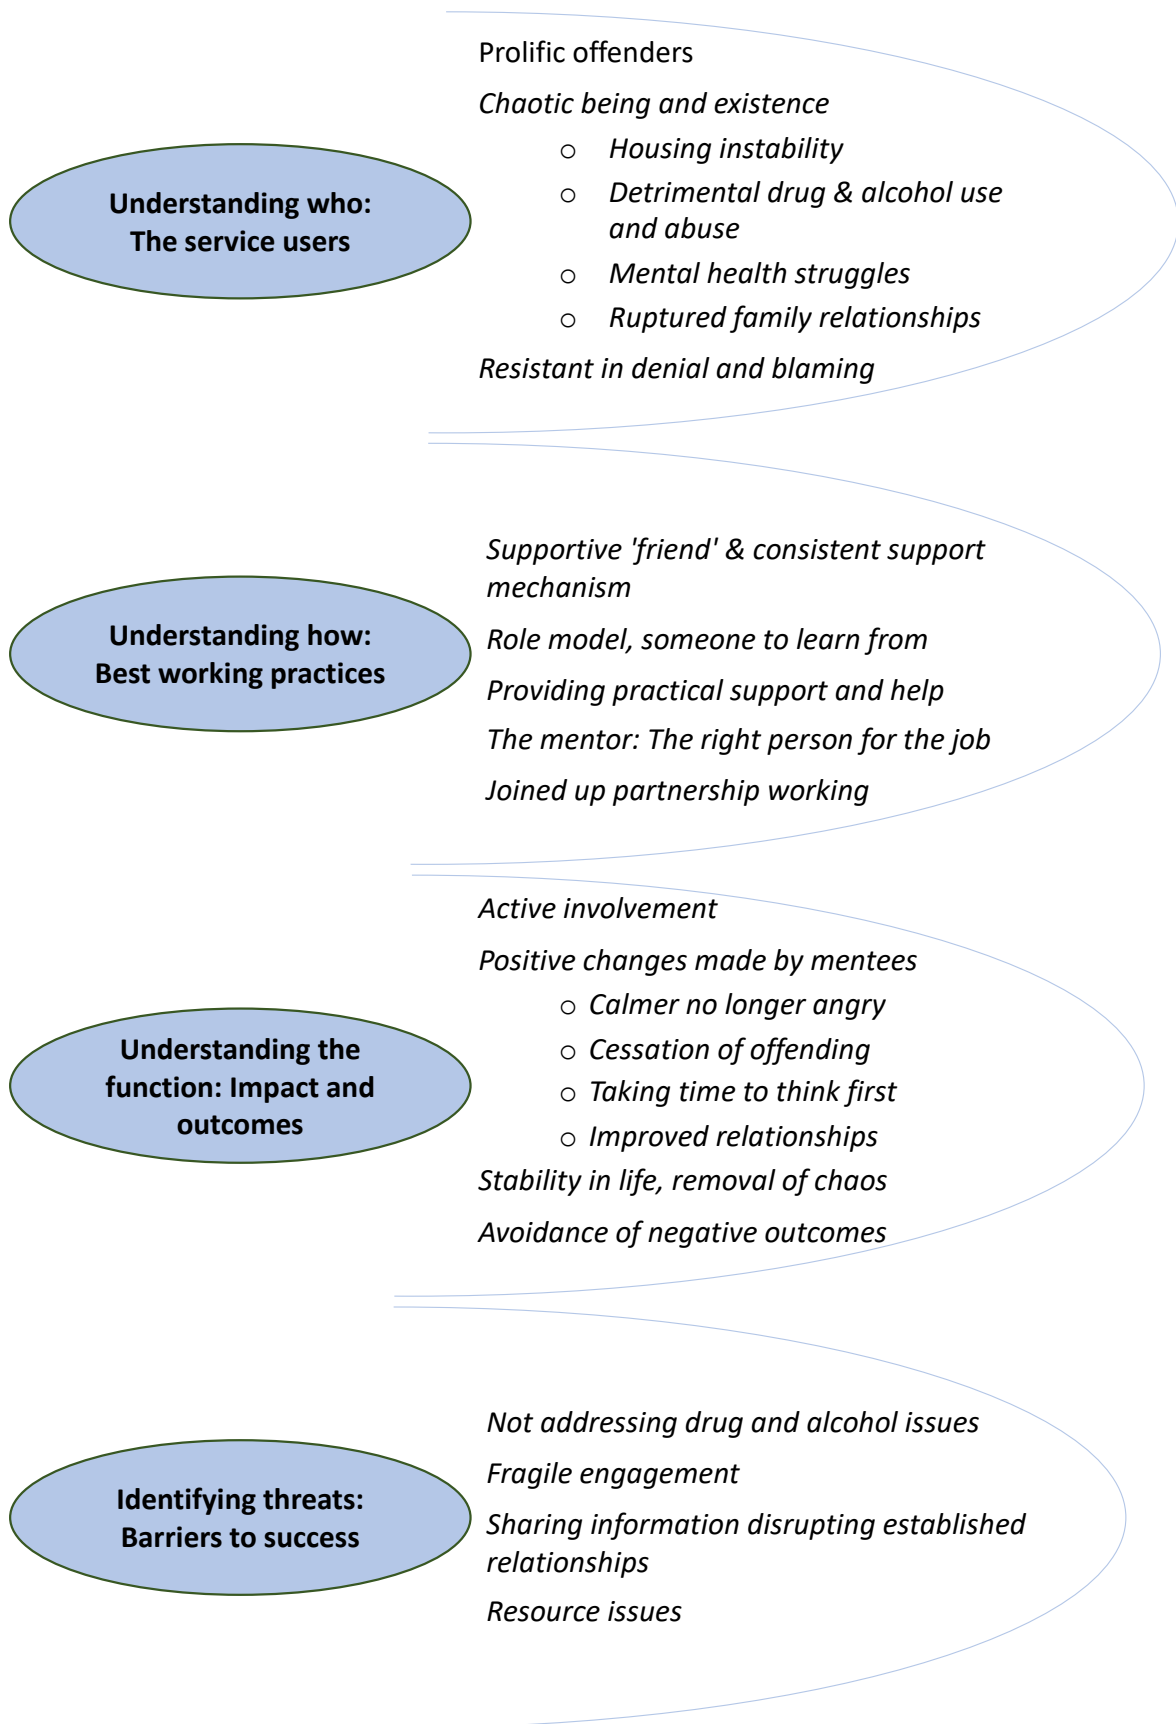 Understanding who:
The service users
Prolific offenders
Chaotic being and existence
o Housing instability
o Detrimental drug & alcohol use
and abuse
o Mental health struggles
o Ruptured family relationships
Resistant in denial and blaming
Understanding how:
Best working practices
Supportive 'friend' & consistent support
mechanism
Role model, someone to learn from
Providing practical support and help
The mentor: The right person for the job
Joined up partnership working
Understanding the
function: Impact and
outcomes
Active involvement
Positive changes made by mentees
o Calmer no longer angry
o Cessation of offending
o Taking time to think first
o Improved relationships
Stability in life, removal of chaos
Avoidance of negative outcomes
Identifying threats:
Barriers to success
Not addressing drug and alcohol issues
Fragile engagement
Sharing information disrupting established
relationships
Resource issues